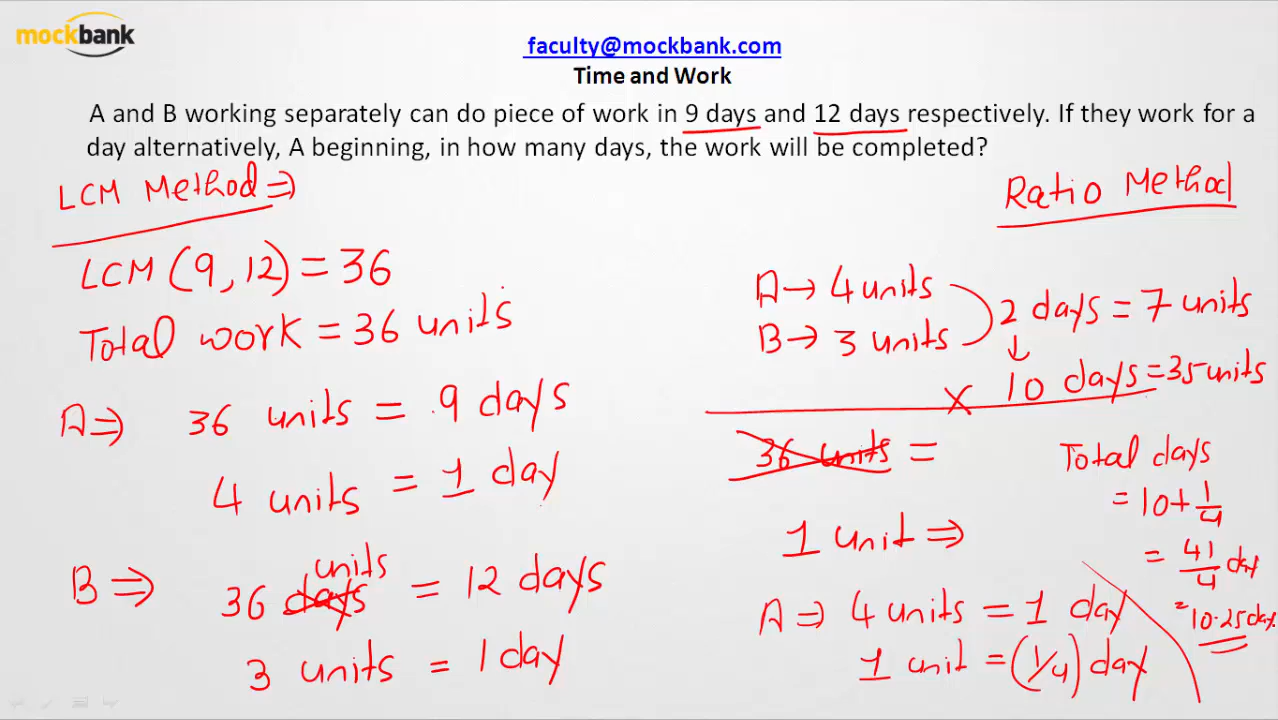 mockbank
faculty@mockbank.com
Time and Work
A and B working separately can do piece of work in 9 days and 12 days respectively. If they work for a
day alternatively, A beginning, in how many days, the work will be completed?
LCM Method ⇒
LCM (9, 12) = 36
Total work = 36 units
A ⇒ 36 units = 9 days
4 units = 1 day
B ⇒ 36 days units = 12 days
3 units = 1 day
Ratio Method
A → 4 units
B → 3 units
2 days = 7 units
↓
× 10 days = 35 units
36 units =
1 unit ⇒
A ⇒ 4 units = 1 day
1 unit = (1/4) day
Total days
= 10 + 1/4
= 41/4 day
= 10.25 day.